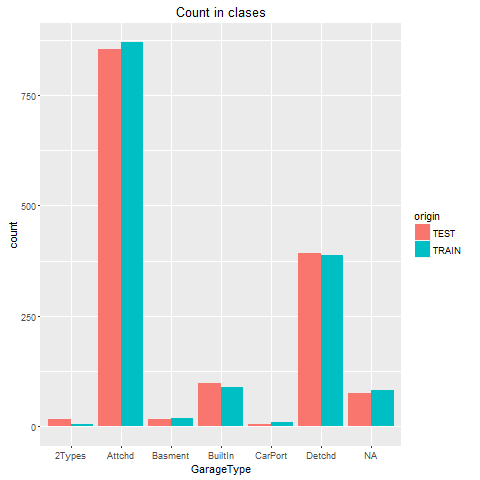 Count in clases
count
750
500
250
0
2Types Attchd Basment BuiltIn CarPort Detchd NA
GarageType
origin
TEST
TRAIN